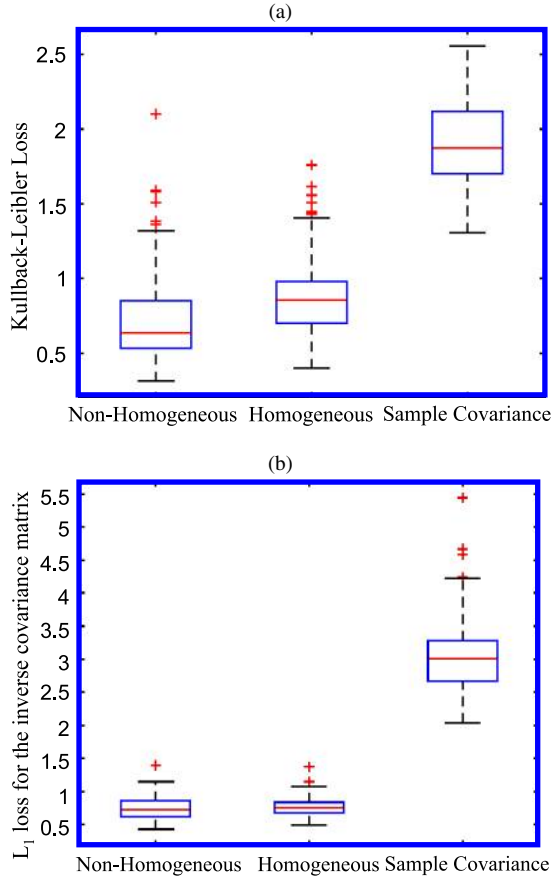 (a)
Kullback-Leibler Loss
2.5
2
1.5
1
0.5
Non-Homogeneous Homogeneous Sample Covariance
(b)
L₁ loss for the inverse covariance matrix
5.5
5
4.5
4
3.5
3
2.5
2
1.5
1
0.5
Non-Homogeneous Homogeneous Sample Covariance